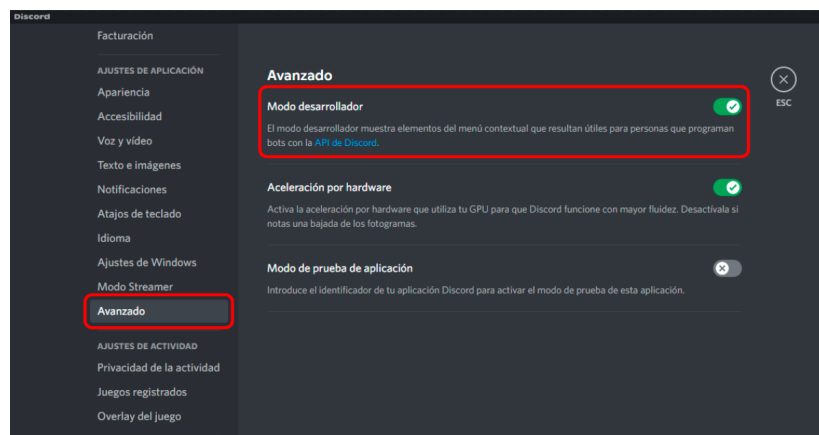 Discord
Facturación
AJUSTES DE APLICACIÓN
Apariencia
Accesibilidad
Voz y vídeo
Texto e imágenes
Notificaciones
Atajos de teclado
Idioma
Ajustes de Windows
Modo Streamer
Avanzado
AJUSTES DE ACTIVIDAD
Privacidad de la actividad
Juegos registrados
Overlay del juego
Avanzado
Modo desarrollador
El modo desarrollador muestra elementos del menú contextual que resultan útiles para personas que programan
bots con la API de Discord.
Aceleración por hardware
Activa la aceleración por hardware que utiliza tu GPU para que Discord funcione con mayor fluidez. Desactívala si
notas una bajada de los fotogramas.
Modo de prueba de aplicación
Introduce el identificador de tu aplicación Discord para activar el modo de prueba de esta aplicación.
ESC